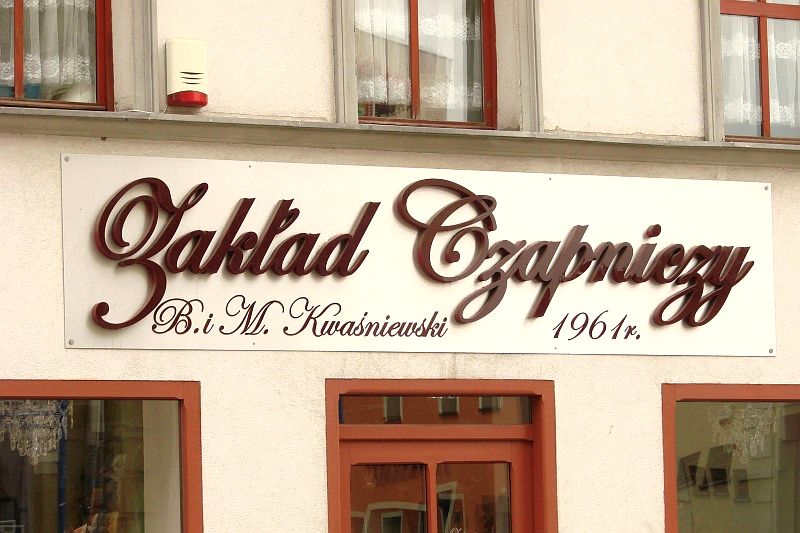 Zakład Czapniczy
B. i M. Kwaśniewski 1961r.